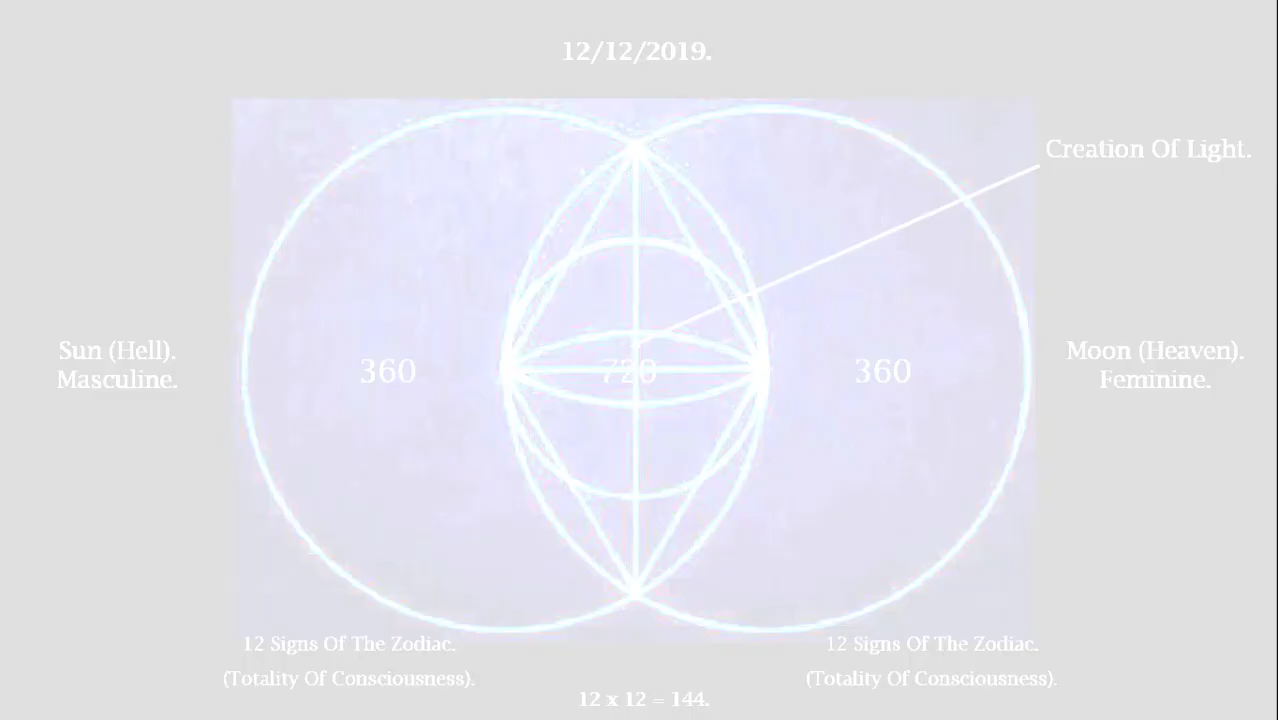 12/12/2019.
Creation Of Light.
Sun (Hell).
Masculine.
360
720
360
Moon (Heaven).
Feminine.
12 Signs Of The Zodiac.
(Totality Of Consciousness).
12 Signs Of The Zodiac.
(Totality Of Consciousness).
12 x 12 = 144.